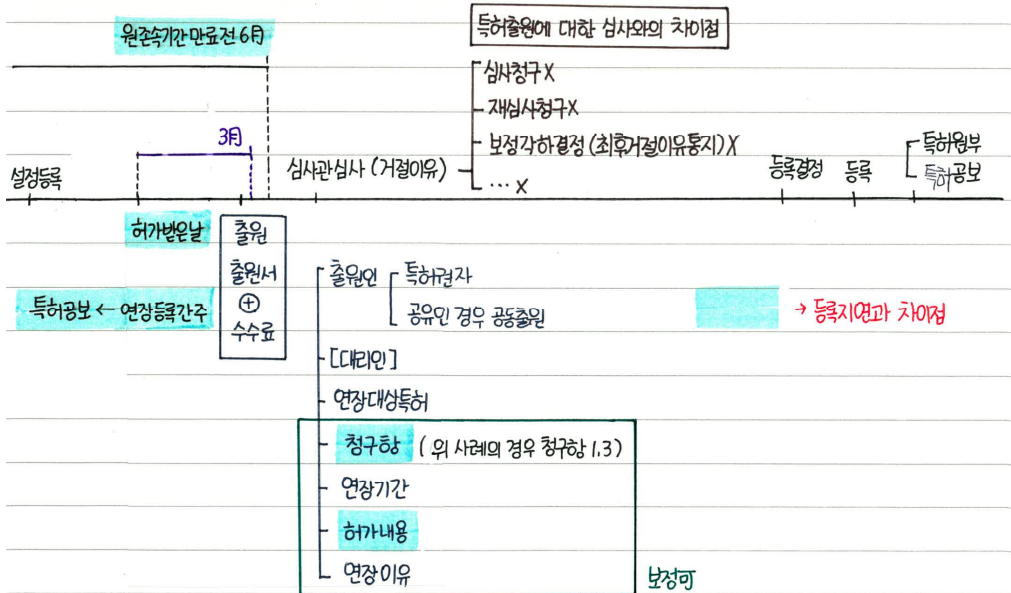 원존속기간만료전 6月
특허출원에 대한 심사와의 차이점
심사청구 X
재심사청구 X
보정각하결정 (최후거절이유통지) X
… X
3月
설정등록
심사관심사 (거절이유)
등록결정
등록
특허원부
특허공보
허가받은날
출원
출원서
⊕
수수료
특허공보 ← 연장등록간주
출원인
특허권자
공유인 경우 공동출원
→ 등록지연과 차이점
[대리인]
연장대상특허
청구항 (위 사례의 경우 청구항 1.3)
연장기간
허가내용
연장이유
보정可